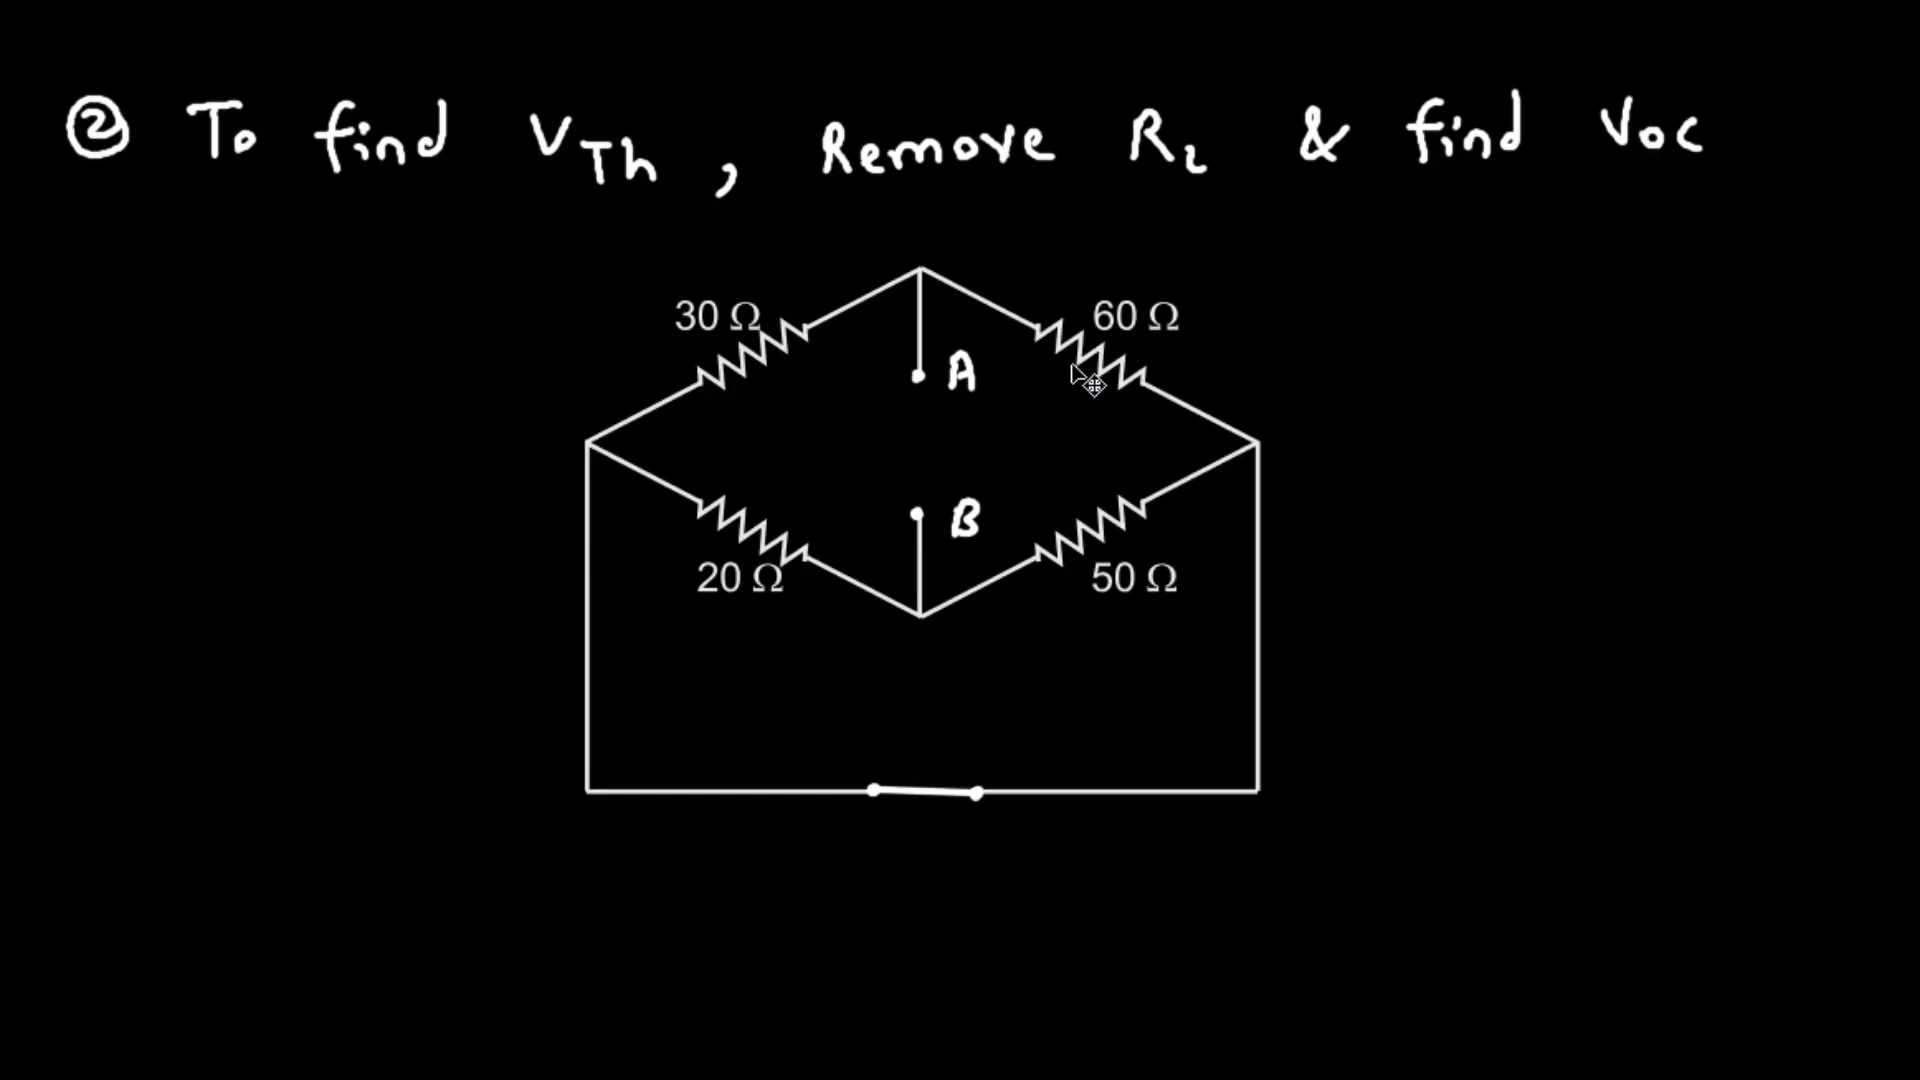 ② To find VTh, Remove RL & find Voc
30 Ω 60 Ω
A
B
20 Ω 50 Ω